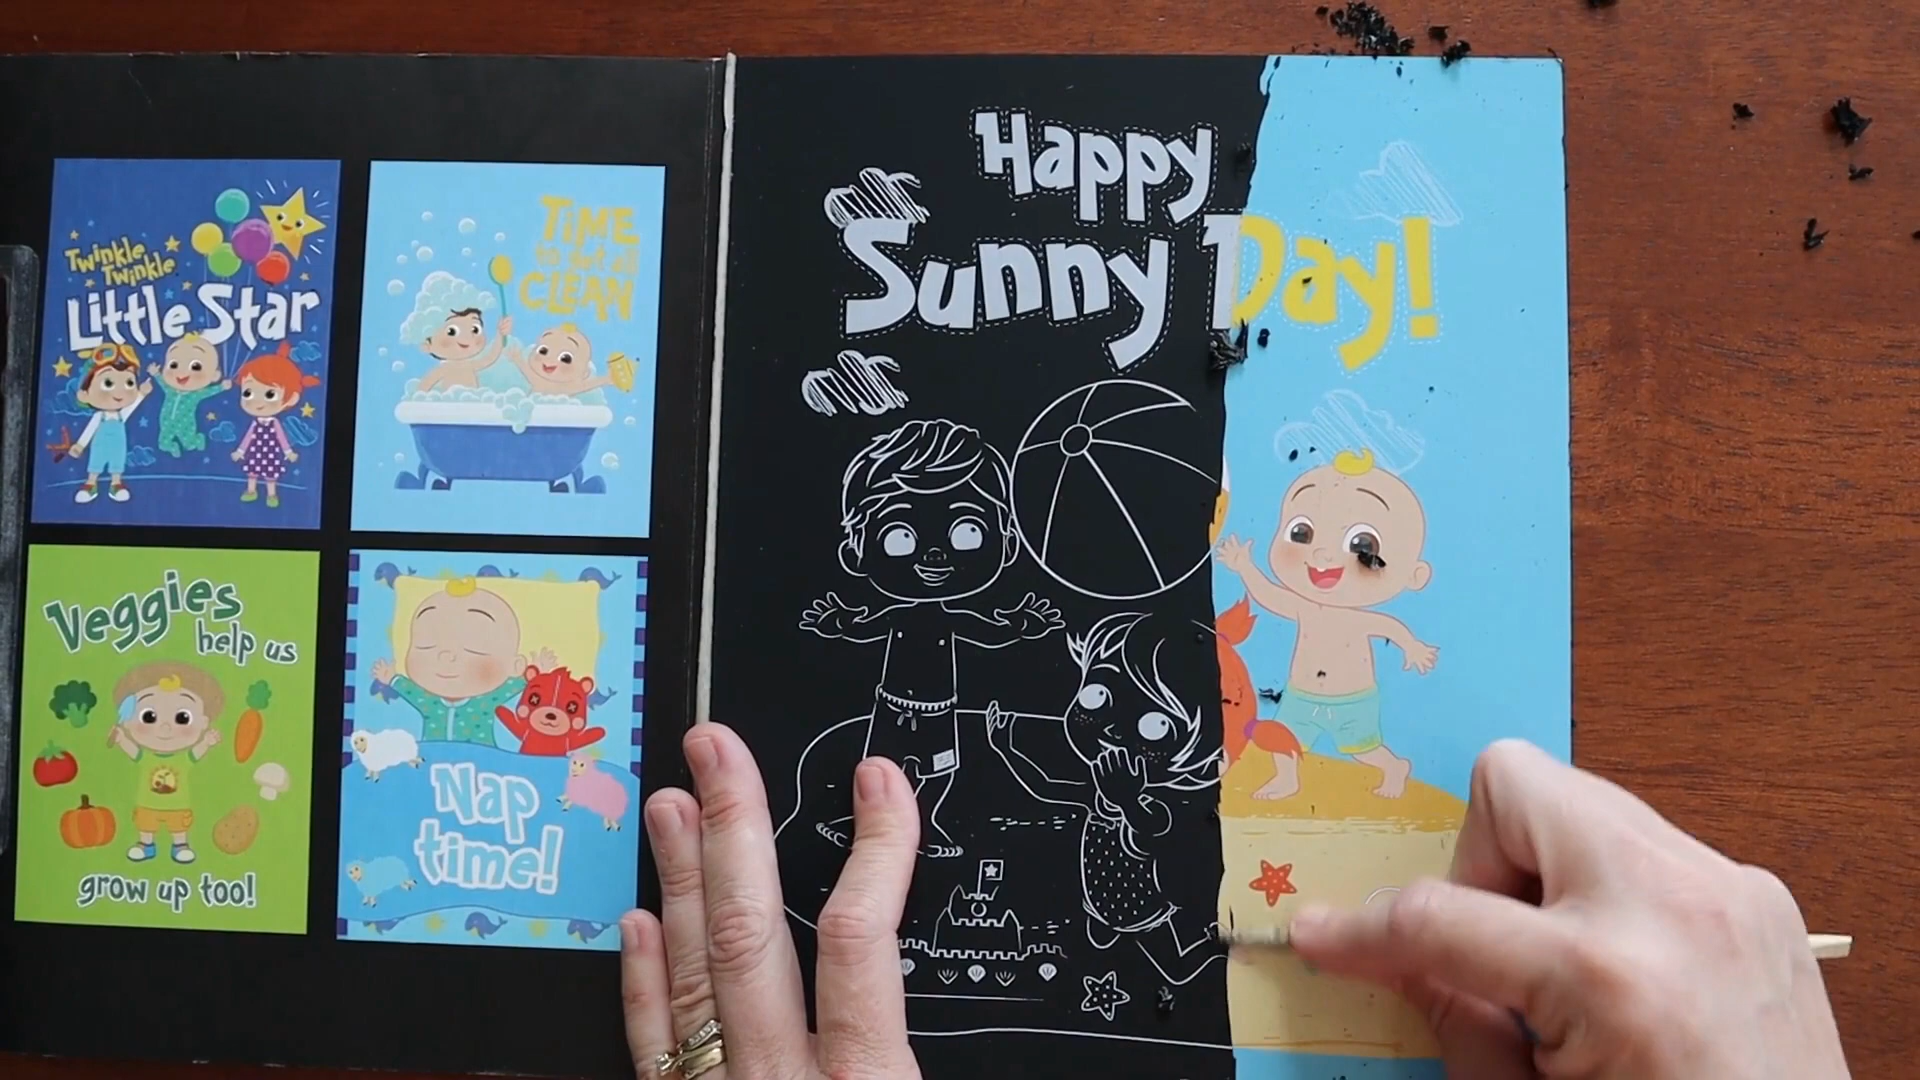 Twinkle
Twinkle
Little Star
TIME
to get all
CLEAN
Veggies
help us
grow up too!
Nap
time!
Happy
Sunny Day!